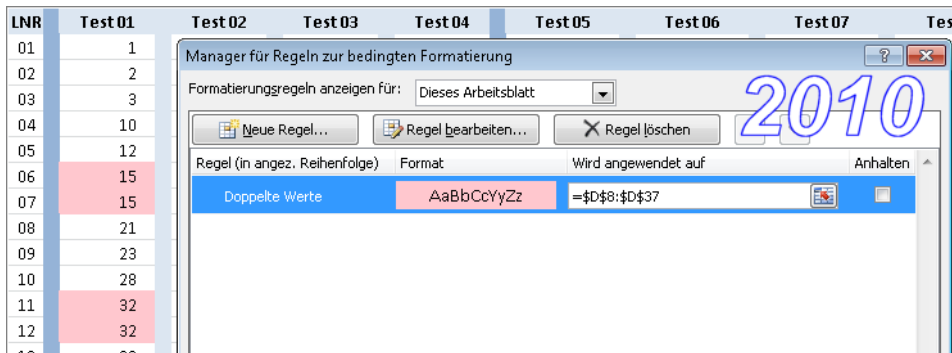 LNR Test 01 Test 02 Test 03 Test 04 Test 05 Test 06 Test 07 Tes
01 1
Manager für Regeln zur bedingten Formatierung
02 2
Formatierungsregeln anzeigen für: Dieses Arbeitsblatt
2010
03 3
04 10
Neue Regel... Regel bearbeiten... Regel löschen
05 12
Regel (in angez. Reihenfolge) Format Wird angewendet auf Anhalten
06 15
Doppelte Werte AaBbCcYyZz =$D$8:$D$37
07 15
08 21
09 23
10 28
11 32
12 32